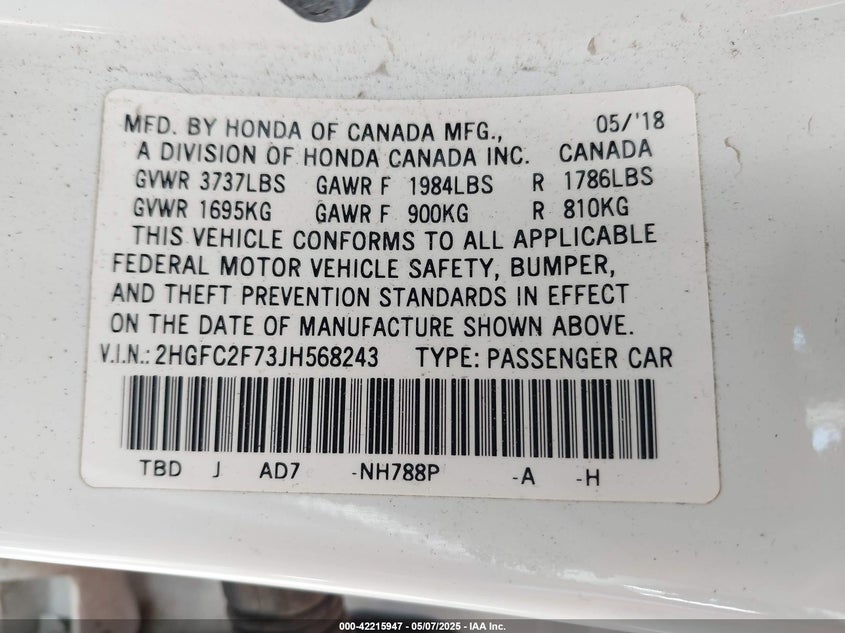 MFD. BY HONDA OF CANADA MFG., 05/'18
A DIVISION OF HONDA CANADA INC. CANADA
GVWR 3737LBS GAWR F 1984LBS R 1786LBS
GVWR 1695KG GAWR F 900KG R 810KG
THIS VEHICLE CONFORMS TO ALL APPLICABLE
FEDERAL MOTOR VEHICLE SAFETY, BUMPER,
AND THEFT PREVENTION STANDARDS IN EFFECT
ON THE DATE OF MANUFACTURE SHOWN ABOVE.
V.I.N.: 2HGFC2F73JH568243 TYPE: PASSENGER CAR
TBD J AD7 -NH788P -A -H
000-42215947 - 05/07/2025 - IAA Inc.